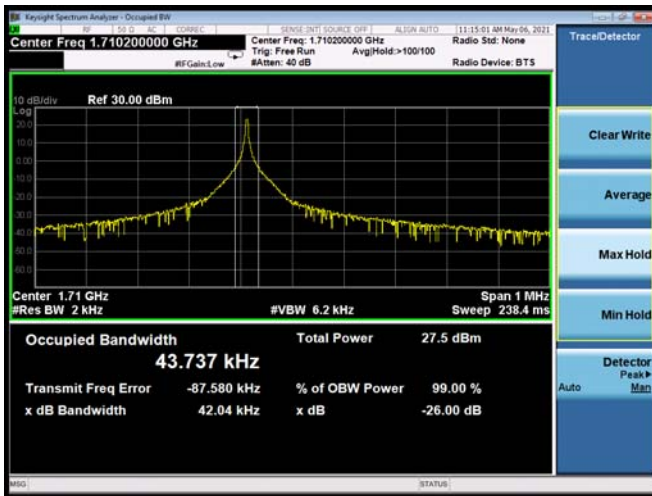 Keysight Spectrum Analyzer - Occupied BW
RF 50 Ω AC CORREC SENSE:INT SOURCE OFF ALIGN AUTO 11:15:01 AM May 06, 2021
Center Freq 1.710200000 GHz
Center Freq: 1.710200000 GHz
Radio Std: None
Trig: Free Run Avg|Hold:>100/100
#IFGain:Low #Atten: 40 dB Radio Device: BTS
Trace/Detector
10 dB/div Ref 30.00 dBm
Log
20.0
10.0
0.00
-10.0
-20.0
-30.0
-40.0
-50.0
-60.0
Center 1.71 GHz Span 1 MHz
#Res BW 2 kHz #VBW 6.2 kHz Sweep 238.4 ms
Occupied Bandwidth Total Power 27.5 dBm
43.737 kHz
Transmit Freq Error -87.580 kHz % of OBW Power 99.00 %
x dB Bandwidth 42.04 kHz x dB -26.00 dB
Clear Write
Average
Max Hold
Min Hold
Detector
Peak▶
Auto Man
MSG STATUS